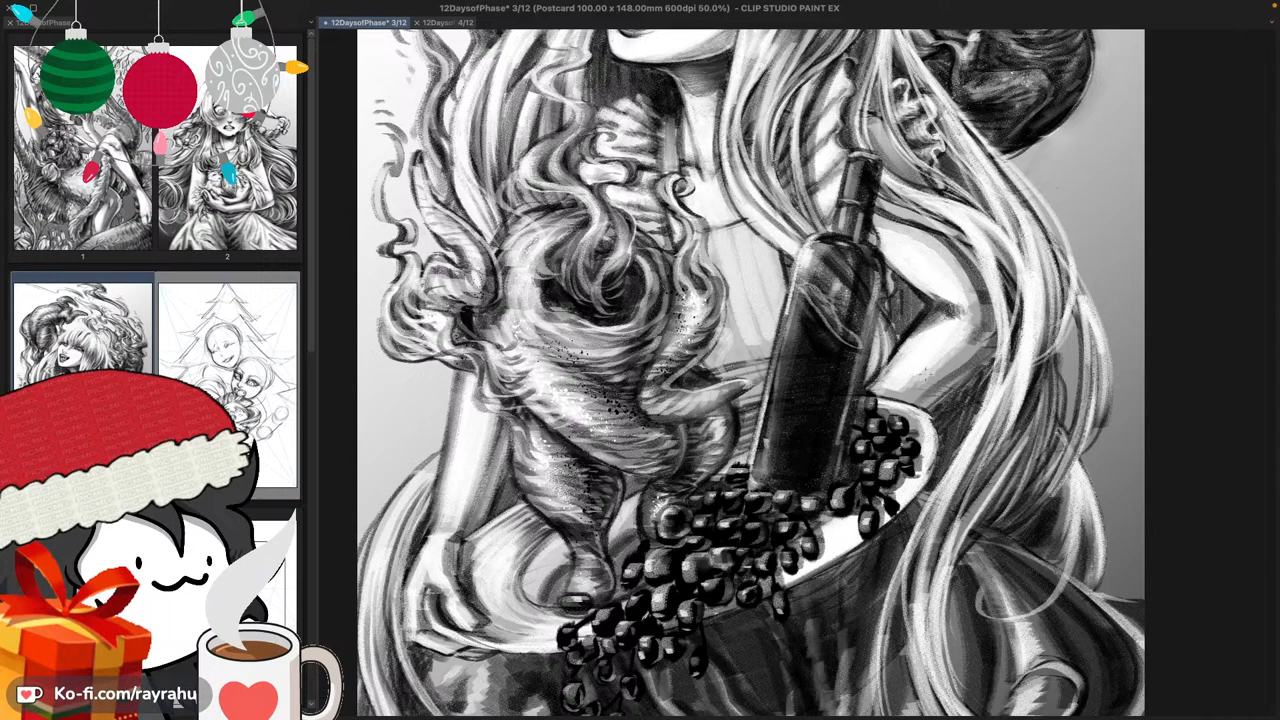 12DaysofPhase* 3/12 (Postcard 100.00 x 148.00mm 600dpi 50.0%) - CLIP STUDIO PAINT EX
12DaysofPhase
12DaysofPhase* 3/12
12Daysof 4/12
1
2
Ko-fi.com/rayrahu